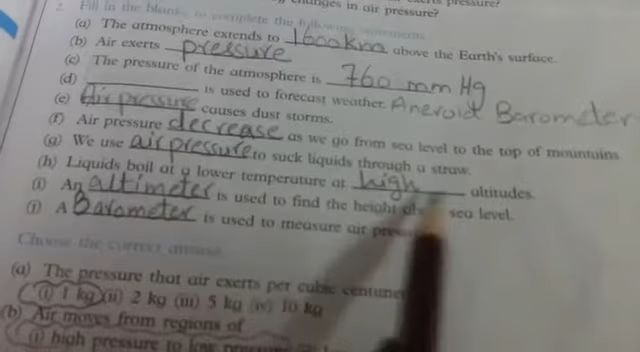 changes in air pressure?
2. Fill in the blanks to complete the following statements.
(a) The atmosphere extends to 1600km above the Earth's surface.
(b) Air exerts pressure
(c) The pressure of the atmosphere is 760 mm Hg
(d) is used to forecast weather. Aneroid Barometer
(e) Air pressure causes dust storms.
(f) Air pressure decrease as we go from sea level to the top of mountains.
(g) We use air pressure to suck liquids through a straw.
(h) Liquids boil at a lower temperature at high altitudes.
(i) An altimeter is used to find the height sea level.
(j) A Barometer is used to measure air
Choose the correct answer.
(a) The pressure that air exerts per cubic
(i) 1 kg (ii) 2 kg (iii) 5 kg (iv) 10 kg
(b) Air moves from regions of
(i) high pressure to low